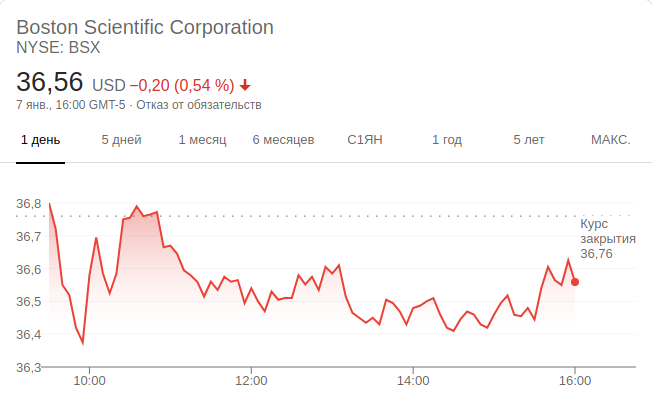 Boston Scientific Corporation
NYSE: BSX
36,56 USD −0,20 (0,54 %)
7 янв., 16:00 GMT-5 · Отказ от обязательств
1 день 5 дней 1 месяц 6 месяцев С1ЯН 1 год 5 лет МАКС.
36,8
36,7
36,6
36,5
36,4
36,3
Курс
закрытия
36,76
10:00 12:00 14:00 16:00